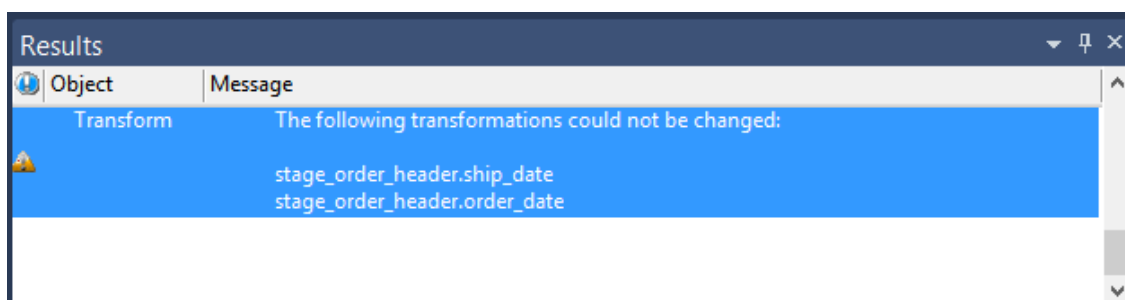 Results
Object Message
Transform The following transformations could not be changed:
stage_order_header.ship_date
stage_order_header.order_date